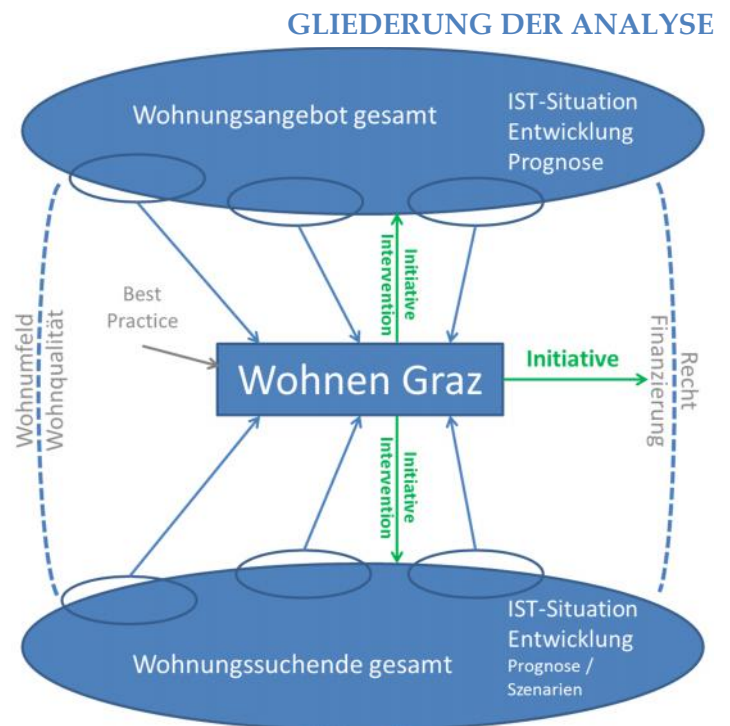 GLIEDERUNG DER ANALYSE
Wohnungsangebot gesamt
IST-Situation
Entwicklung
Prognose
Wohnumfeld
Wohnqualität
Best
Practice
Intervention
Initiative
Wohnen Graz
Initiative
Recht
Finanzierung
Intervention
Initiative
Wohnungssuchende gesamt
IST-Situation
Entwicklung
Prognose /
Szenarien